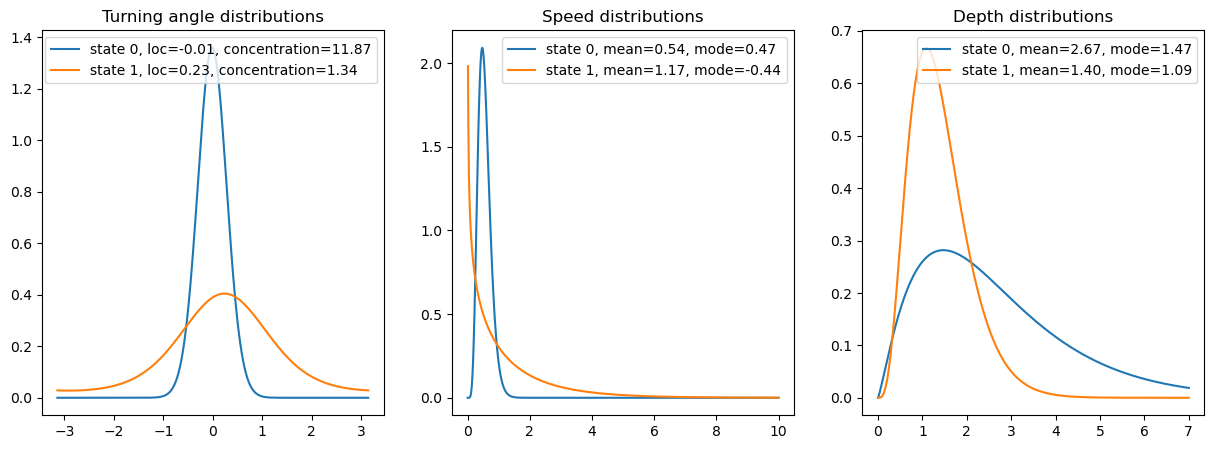 Turning angle distributions
state 0, loc=-0.01, concentration=11.87
state 1, loc=0.23, concentration=1.34
1.4
1.2
1.0
0.8
0.6
0.4
0.2
0.0
−3 −2 −1 0 1 2 3
Speed distributions
state 0, mean=0.54, mode=0.47
state 1, mean=1.17, mode=-0.44
2.0
1.5
1.0
0.5
0.0
0 2 4 6 8 10
Depth distributions
state 0, mean=2.67, mode=1.47
state 1, mean=1.40, mode=1.09
0.7
0.6
0.5
0.4
0.3
0.2
0.1
0.0
0 1 2 3 4 5 6 7